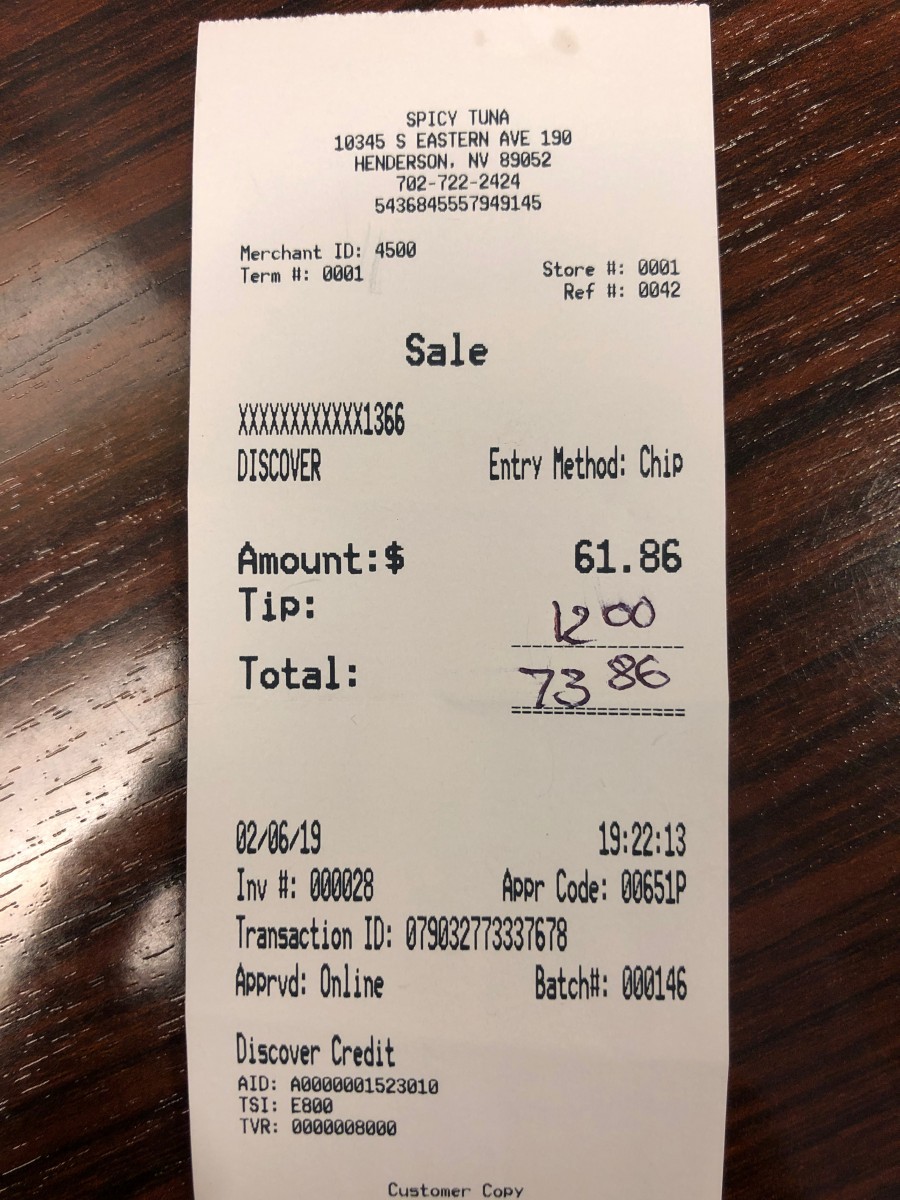 SPICY TUNA
10345 S EASTERN AVE 190
HENDERSON, NV 89052
702-722-2424
5436845557949145
Merchant ID: 4500
Term #: 0001
Store #: 0001
Ref #: 0042
Sale
XXXXXXXXXXXX1366
DISCOVER Entry Method: Chip
Amount:$ 61.86
Tip: 12 00
Total: 73 86
02/06/19 19:22:13
Inv #: 000028 Appr Code: 00651P
Transaction ID: 079032773337678
Apprvd: Online Batch#: 000146
Discover Credit
AID: A0000001523010
TSI: E800
TVR: 0000008000
Customer Copy